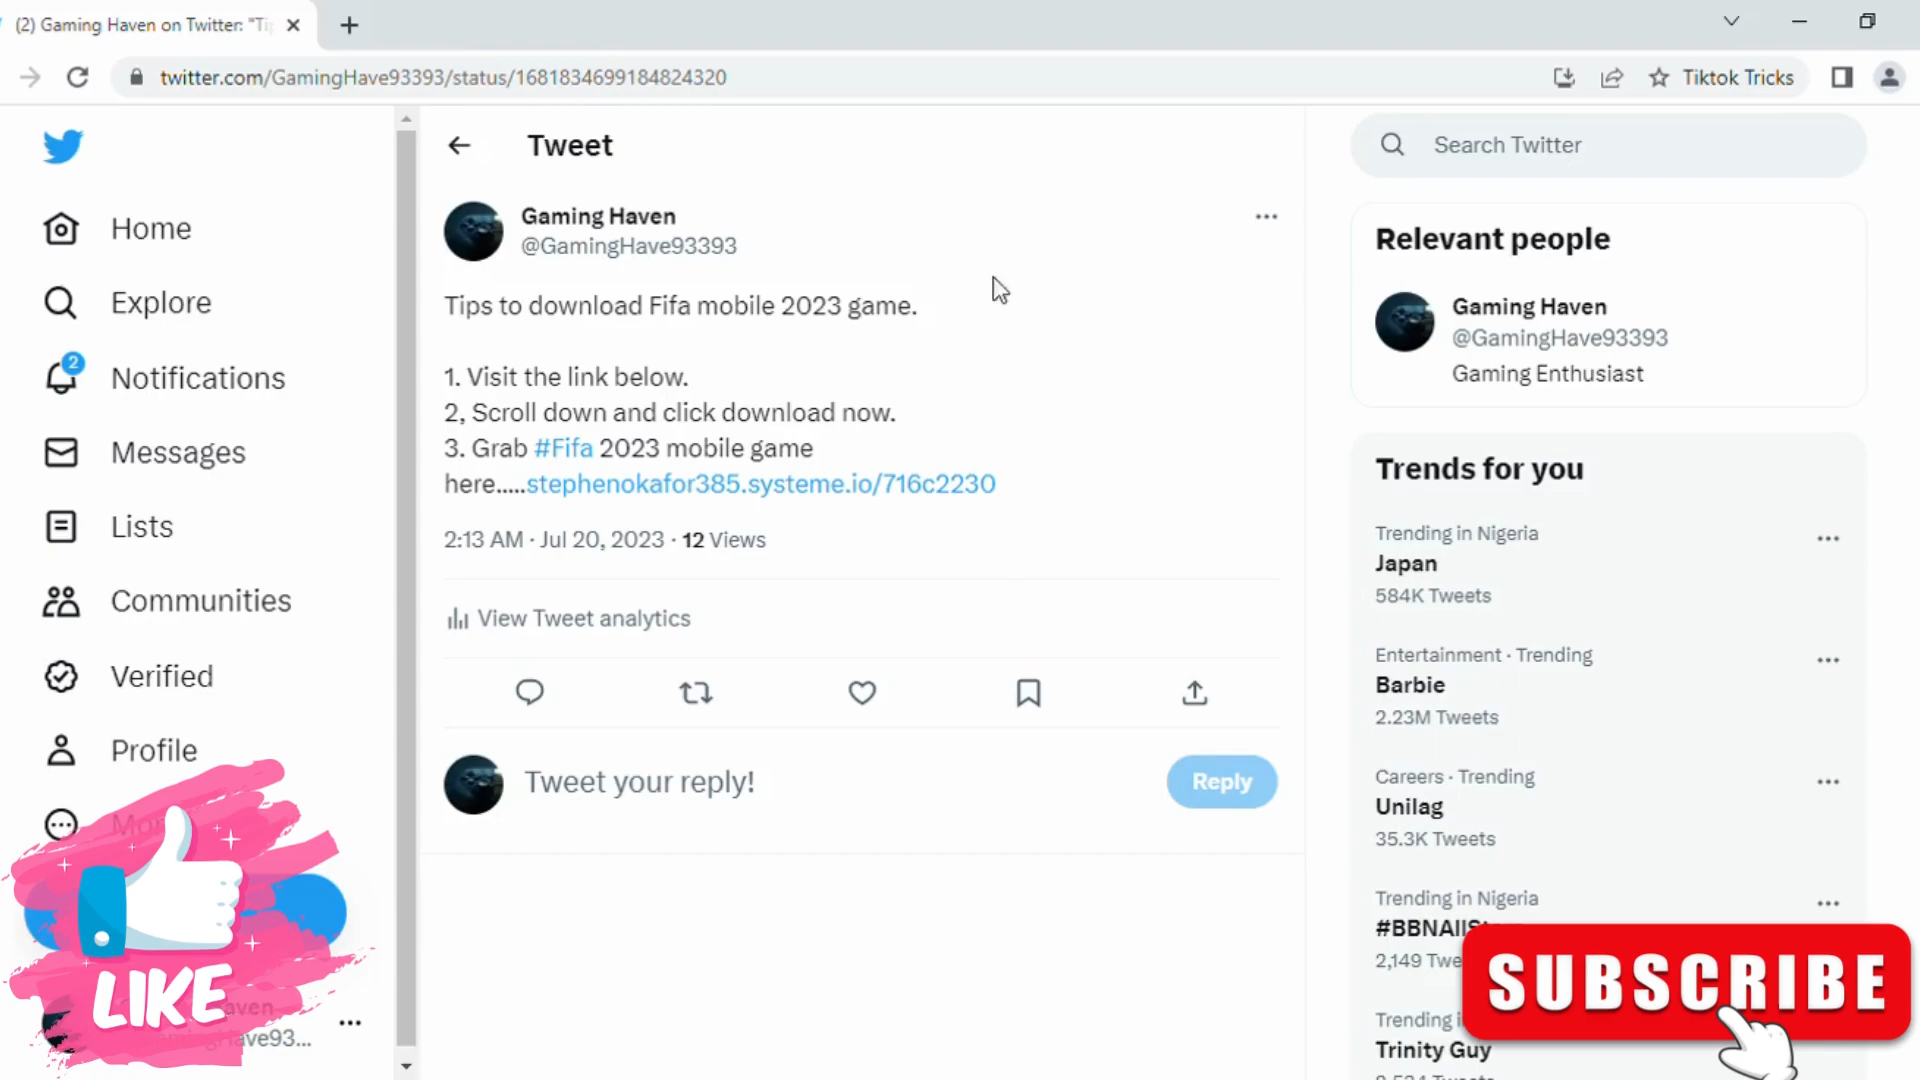 (2) Gaming Haven on Twitter: "Tip
twitter.com/GamingHave93393/status/1681834699184824320
Tiktok Tricks
Home
Explore
2
Notifications
Messages
Lists
Communities
Verified
Profile
LIKE
Tweet
Gaming Haven
@GamingHave93393
Tips to download Fifa mobile 2023 game.
1. Visit the link below.
2, Scroll down and click download now.
3. Grab #Fifa 2023 mobile game
here.....stephenokafor385.systeme.io/716c2230
2:13 AM · Jul 20, 2023 · 12 Views
View Tweet analytics
Tweet your reply!
Reply
Search Twitter
Relevant people
Gaming Haven
@GamingHave93393
Gaming Enthusiast
Trends for you
Trending in Nigeria
Japan
584K Tweets
Entertainment · Trending
Barbie
2.23M Tweets
Careers · Trending
Unilag
35.3K Tweets
Trending in Nigeria
2,149
Trending
Trinity Guy
SUBSCRIBE